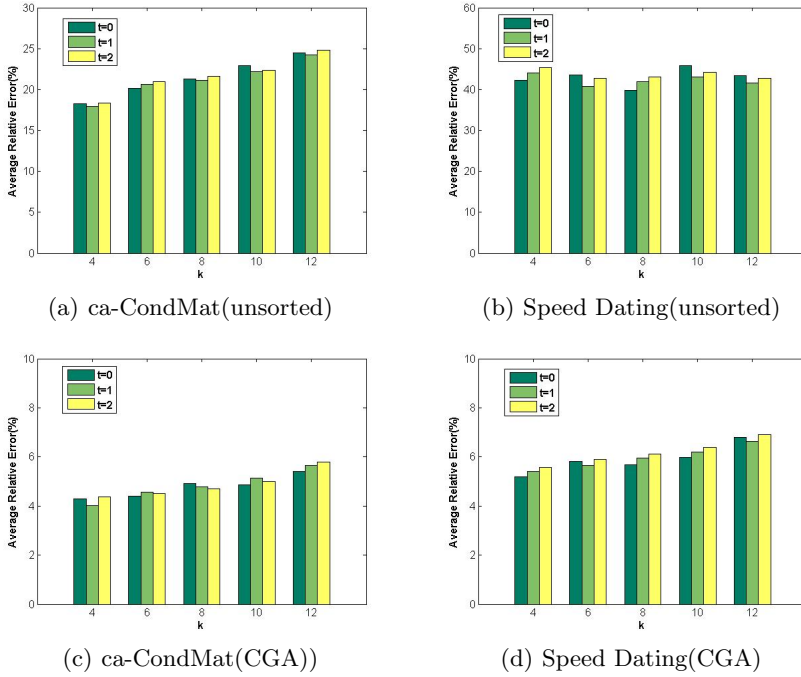 30
25
20
15
10
5
0
Average Relative Error(%)
t=0
t=1
t=2
4 6 8 10 12
k
(a) ca-CondMat(unsorted)
60
50
40
30
20
10
0
Average Relative Error(%)
t=0
t=1
t=2
4 6 8 10 12
k
(b) Speed Dating(unsorted)
10
8
6
4
2
0
Average Relative Error(%)
t=0
t=1
t=2
4 6 8 10 12
k
(c) ca-CondMat(CGA))
10
8
6
4
2
0
Average Relative Error(%)
t=0
t=1
t=2
4 6 8 10 12
k
(d) Speed Dating(CGA)